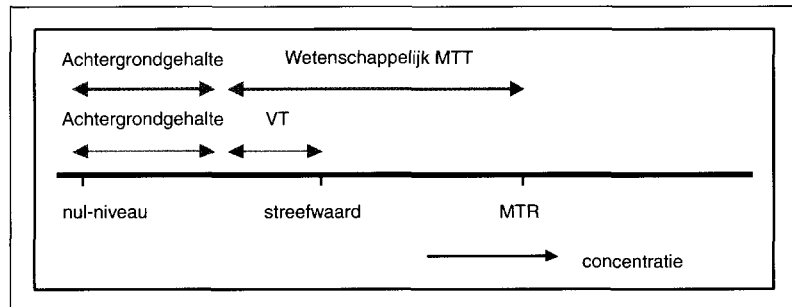 Achtergrondgehalte Wetenschappelijk MTT
Achtergrondgehalte VT
nul-niveau streefwaard MTR
concentratie